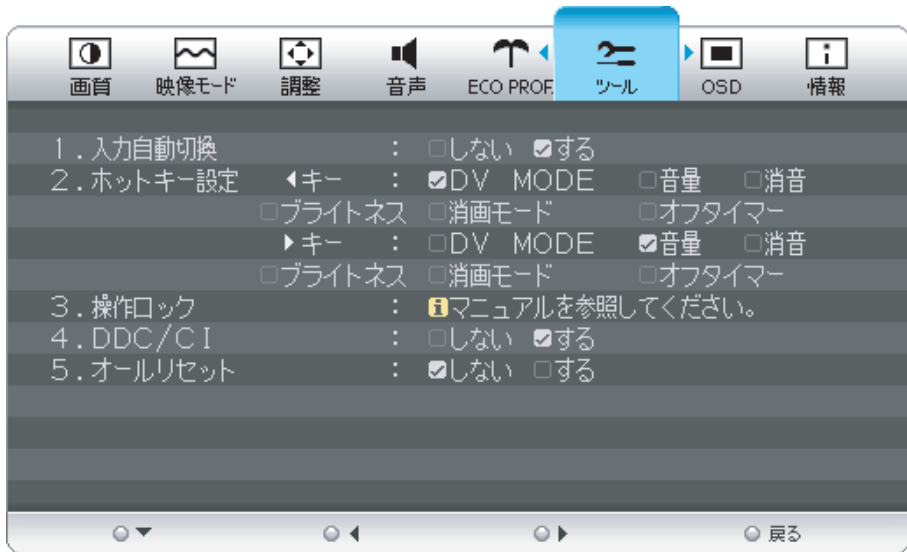 画質 映像モード 調整 音声 ECO PROF. ツール OSD 情報
1.入力自動切換 : □しない ☑する
2.ホットキー設定 ◀キー : ☑DV MODE □音量 □消音
□ブライトネス □消画モード □オフタイマー
▶キー : □DV MODE ☑音量 □消音
□ブライトネス □消画モード □オフタイマー
3.操作ロック : iマニュアルを参照してください。
4.DDC/CI : □しない ☑する
5.オールリセット : ☑しない □する
戻る